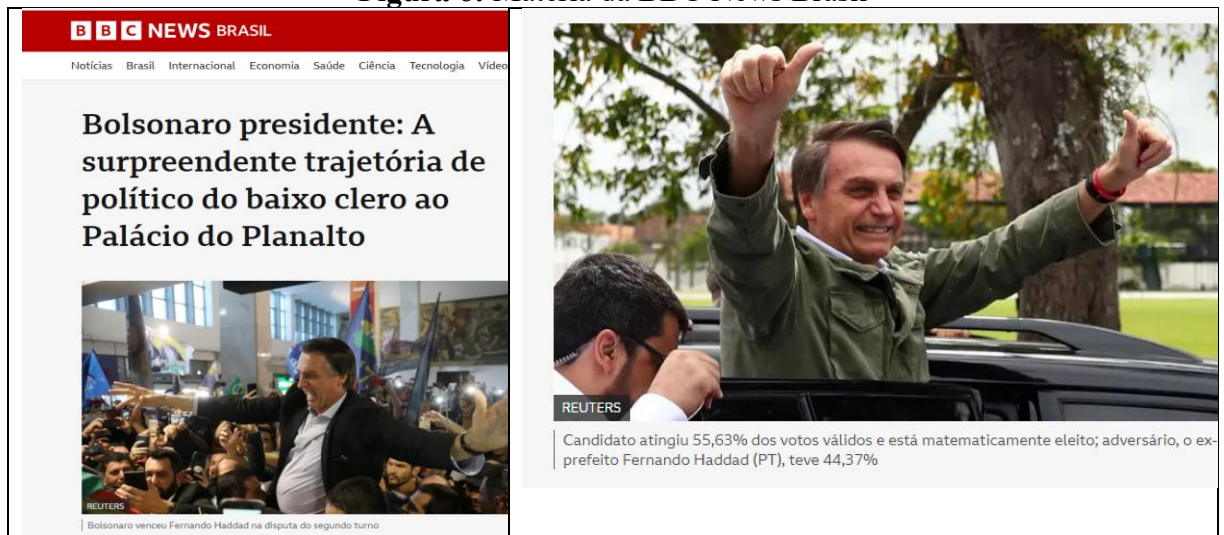 Figura 6. Matéria da BBC News Brasil
BBC NEWS BRASIL
Notícias Brasil Internacional Economia Saúde Ciência Tecnologia Vídeo
Bolsonaro presidente: A
surpreendente trajetória de
político do baixo clero ao
Palácio do Planalto
REUTERS
Bolsonaro venceu Fernando Haddad na disputa do segundo turno
REUTERS
Candidato atingiu 55,63% dos votos válidos e está matematicamente eleito; adversário, o ex-
prefeito Fernando Haddad (PT), teve 44,37%